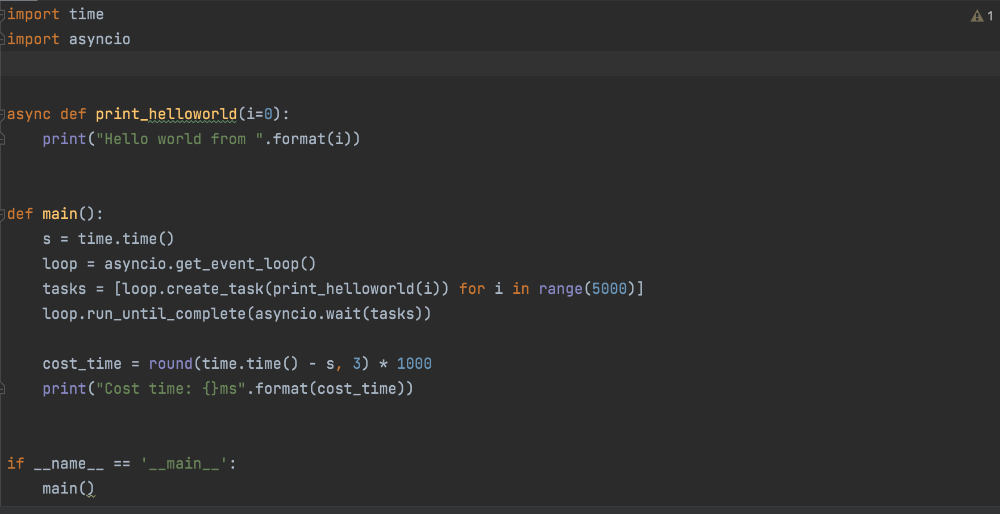 import time
1
import asyncio
async def print_helloworld(i=0):
    print("Hello world from ".format(i))
def main():
    s = time.time()
    loop = asyncio.get_event_loop()
    tasks = [loop.create_task(print_helloworld(i)) for i in range(5000)]
    loop.run_until_complete(asyncio.wait(tasks))
    cost_time = round(time.time() - s, 3) * 1000
    print("Cost time: {}ms".format(cost_time))
if __name__ == '__main__':
    main()